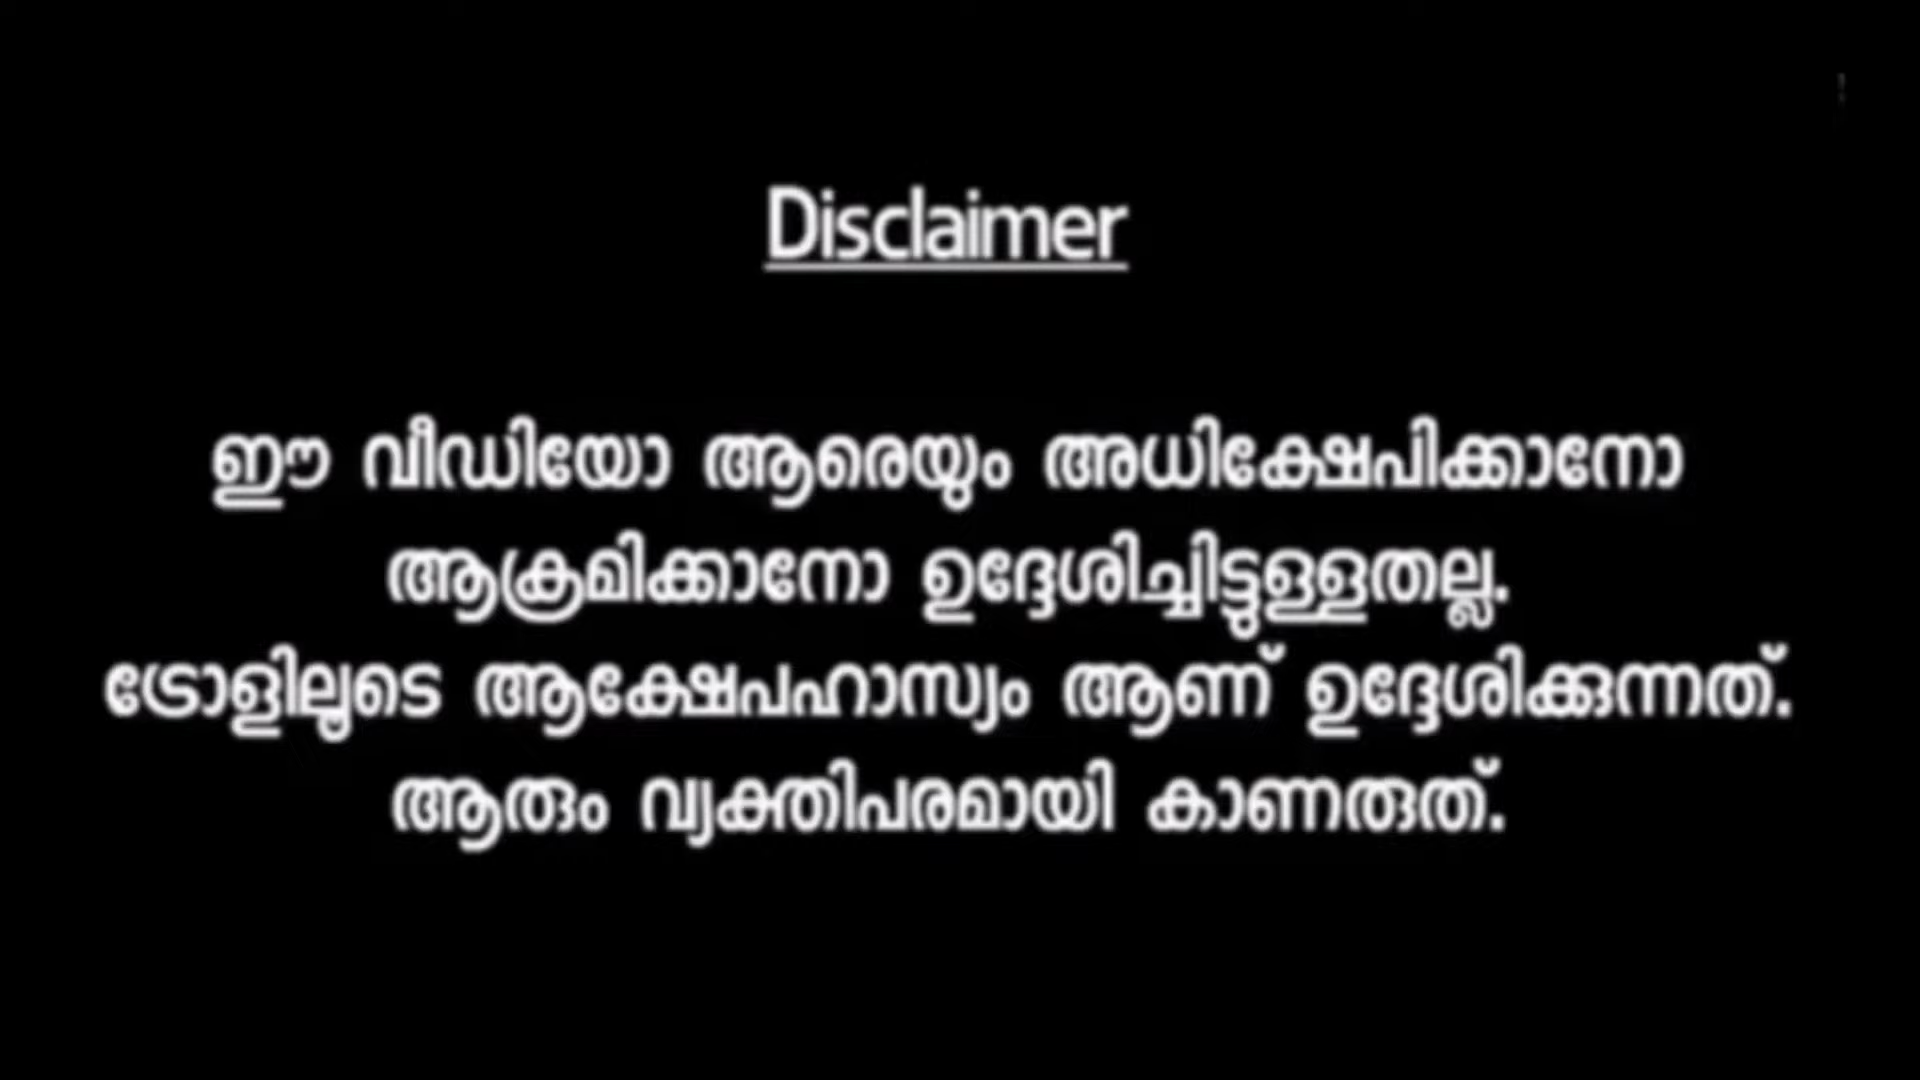 Disclaimer
ഈ വീഡിയോ ആരെയും അധിക്ഷേപിക്കാനോ
ആക്രമിക്കാനോ ഉദ്ദേശിച്ചിട്ടുള്ളതല്ല.
ട്രോളിലൂടെ ആക്ഷേപഹാസ്യം ആണ് ഉദ്ദേശിക്കുന്നത്.
ആരും വ്യക്തിപരമായി കാണരുത്.